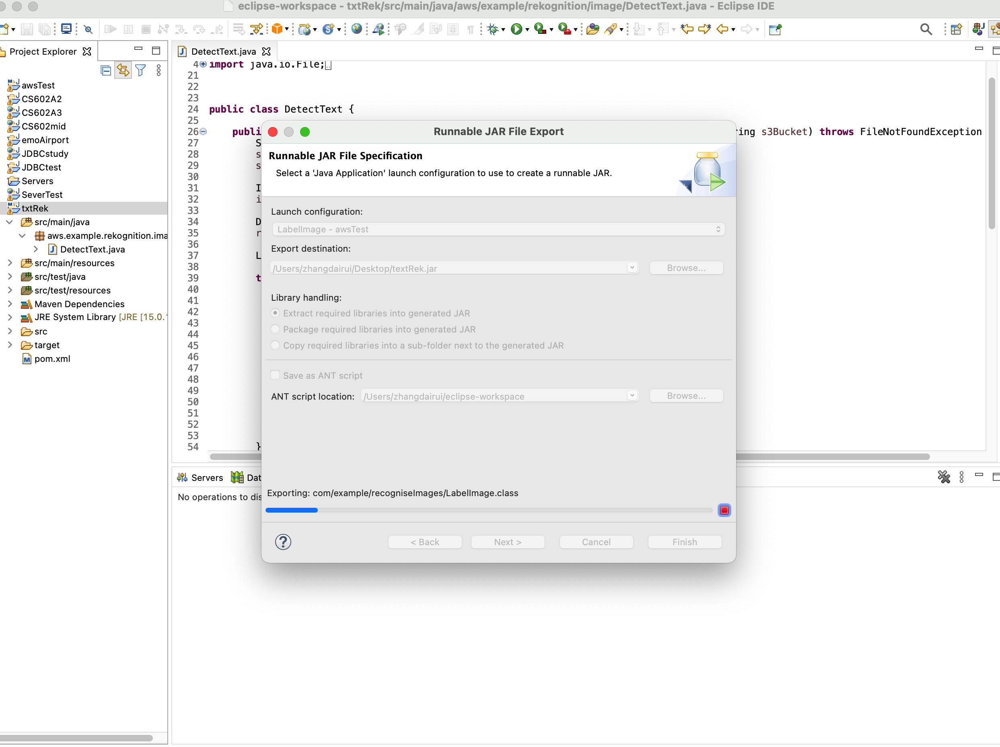 eclipse-workspace - txtRek/src/main/java/aws/example/rekognition/image/DetectText.java - Eclipse IDE
Project Explorer
awsTest
CS602A2
CS602A3
CS602mid
emoAirport
JDBCstudy
JDBCtest
Servers
SeverTest
txtRek
src/main/java
aws.example.rekognition.ima
DetectText.java
src/main/resources
src/test/java
src/test/resources
Maven Dependencies
JRE System Library [JRE [15.0.1
src
target
pom.xml
DetectText.java
4 import java.io.File;
21
22
23
24 public class DetectText {
25
26 publi ring s3Bucket) throws FileNotFoundException
27 S
28 s
29 s
30
31 I
32 i
33
34 D
35 r
36
37 L
38
39 t
40
41
42
43
44
45
46
47
48
49
50
51
52
53
54 }
Runnable JAR File Export
Runnable JAR File Specification
Select a 'Java Application' launch configuration to use to create a runnable JAR.
Launch configuration:
LabelImage - awsTest
Export destination:
/Users/zhangdairui/Desktop/textRek.jar
Browse...
Library handling:
Extract required libraries into generated JAR
Package required libraries into generated JAR
Copy required libraries into a sub-folder next to the generated JAR
Save as ANT script
ANT script location: /Users/zhangdairui/eclipse-workspace
Browse...
Exporting: com/example/recogniseImages/LabelImage.class
< Back
Next >
Cancel
Finish
Servers
Dat
No operations to dis